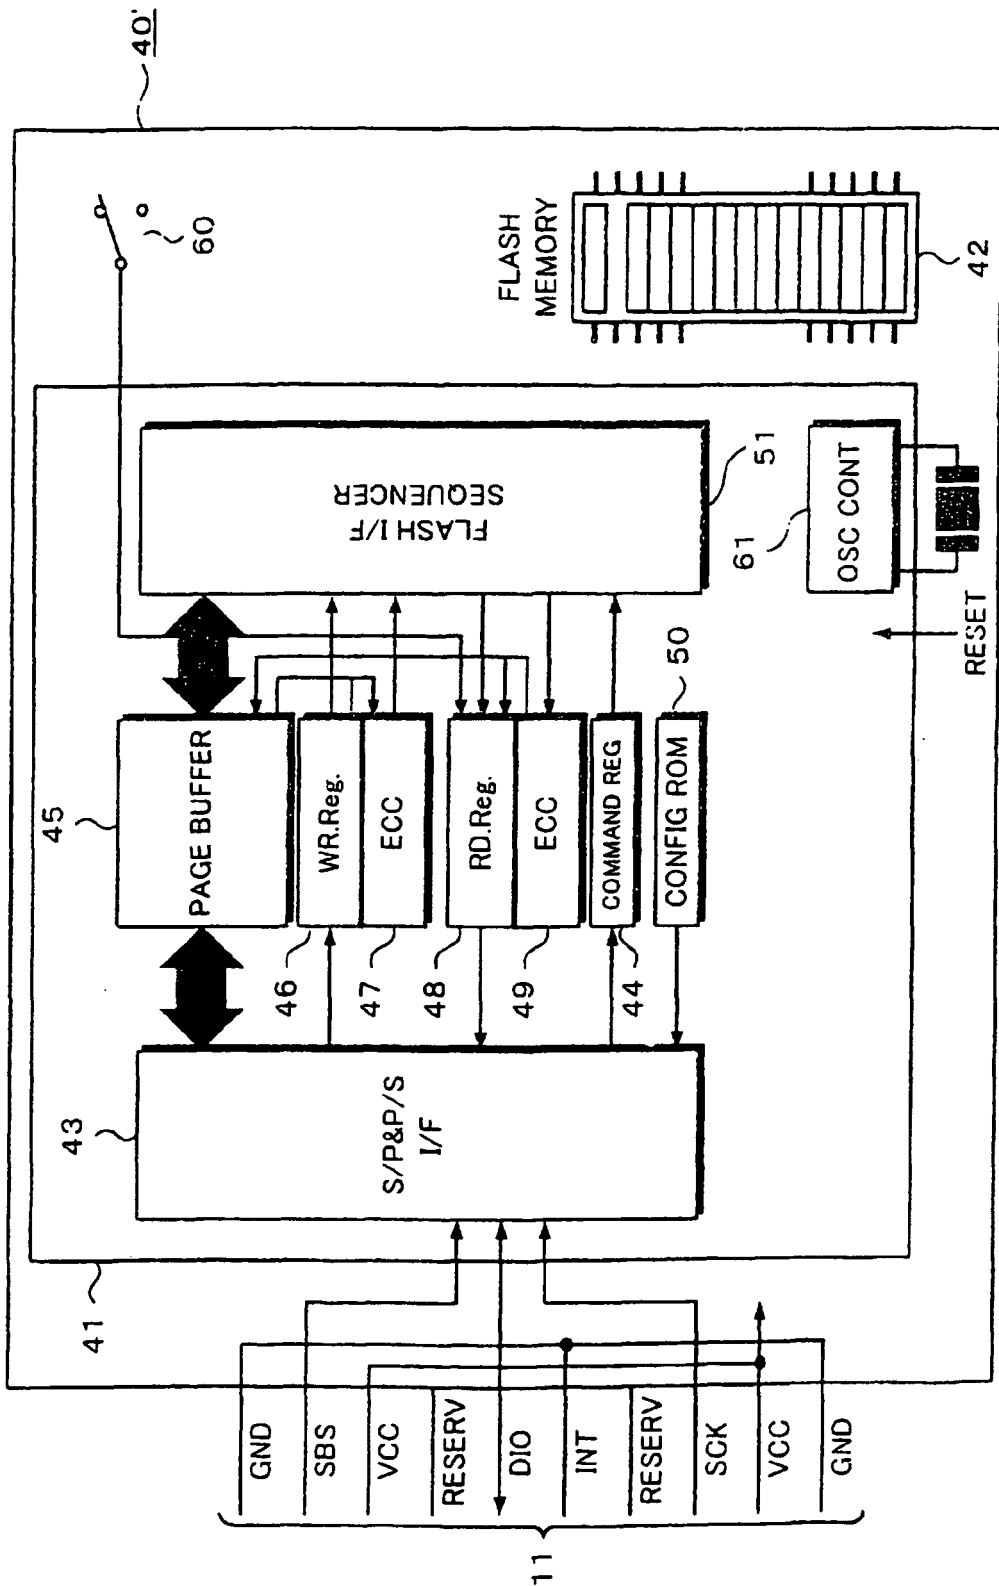 40'
60
FLASH
MEMORY
42
FLASH I/F
SEQUENCER
51
61
OSC CONT
RESET
45
PAGE BUFFER
46
WR.Reg.
47
ECC
48
RD.Reg.
49
ECC
44
COMMAND REG
50
CONFIG ROM
43
S/P&P/S
I/F
41
GND
SBS
VCC
RESERV
DIO
INT
RESERV
SCK
VCC
GND
11